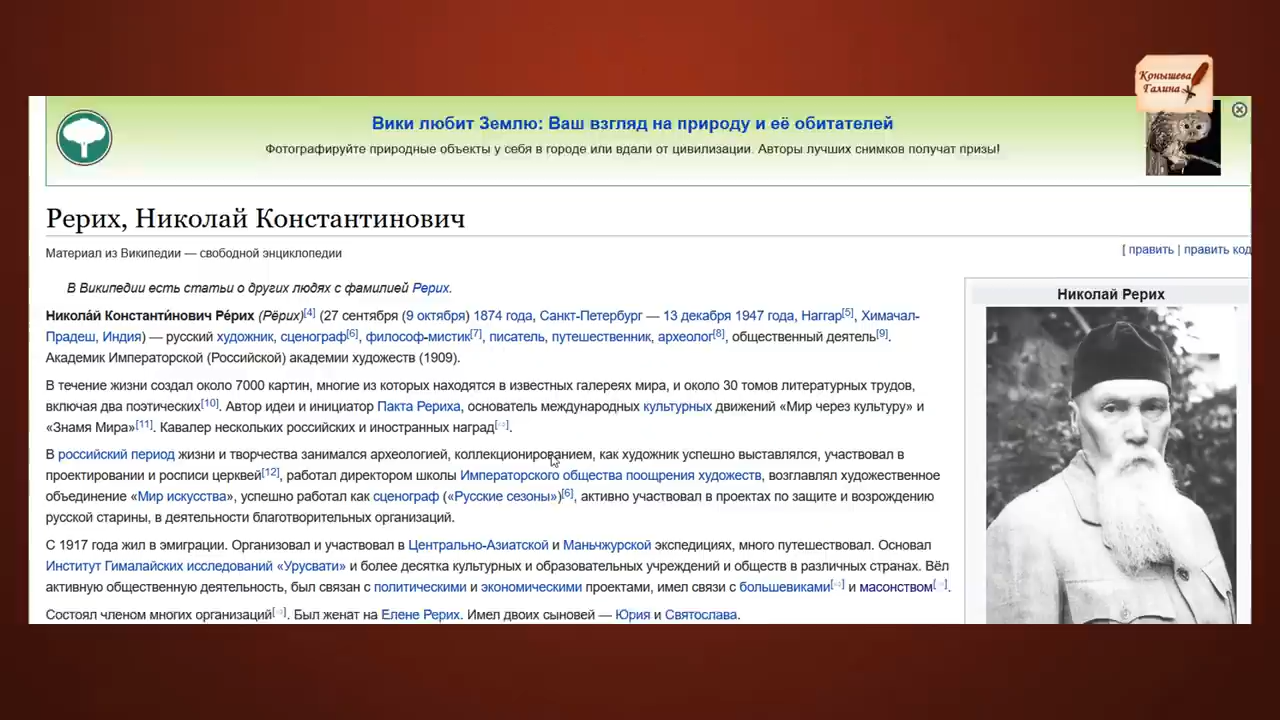 Конышева
Галина
Вики любит Землю: Ваш взгляд на природу и её обитателей
Фотографируйте природные объекты у себя в городе или вдали от цивилизации. Авторы лучших снимков получат призы!
Рерих, Николай Константинович
Материал из Википедии — свободной энциклопедии
[ править | править код
В Википедии есть статьи о других людях с фамилией Рерих.
Николай Рерих
Никола́й Константи́нович Ре́рих (Рёрих)[4] (27 сентября (9 октября) 1874 года, Санкт-Петербург — 13 декабря 1947 года, Наггар[5], Химачал-
Прадеш, Индия) — русский художник, сценограф[6], философ-мистик[7], писатель, путешественник, археолог[8], общественный деятель[9].
Академик Императорской (Российской) академии художеств (1909).
В течение жизни создал около 7000 картин, многие из которых находятся в известных галереях мира, и около 30 томов литературных трудов,
включая два поэтических[10]. Автор идеи и инициатор Пакта Рериха, основатель международных культурных движений «Мир через культуру» и
«Знамя Мира»[11]. Кавалер нескольких российских и иностранных наград[⇨].
В российский период жизни и творчества занимался археологией, коллекционированием, как художник успешно выставлялся, участвовал в
проектировании и росписи церквей[12], работал директором школы Императорского общества поощрения художеств, возглавлял художественное
объединение «Мир искусства», успешно работал как сценограф («Русские сезоны»)[6], активно участвовал в проектах по защите и возрождению
русской старины, в деятельности благотворительных организаций.
С 1917 года жил в эмиграции. Организовал и участвовал в Центрально-Азиатской и Маньчжурской экспедициях, много путешествовал. Основал
Институт Гималайских исследований «Урусвати» и более десятка культурных и образовательных учреждений и обществ в различных странах. Вёл
активную общественную деятельность, был связан с политическими и экономическими проектами, имел связи с большевиками[⇨] и масонством[⇨].
Состоял членом многих организаций[⇨]. Был женат на Елене Рерих. Имел двоих сыновей — Юрия и Святослава.